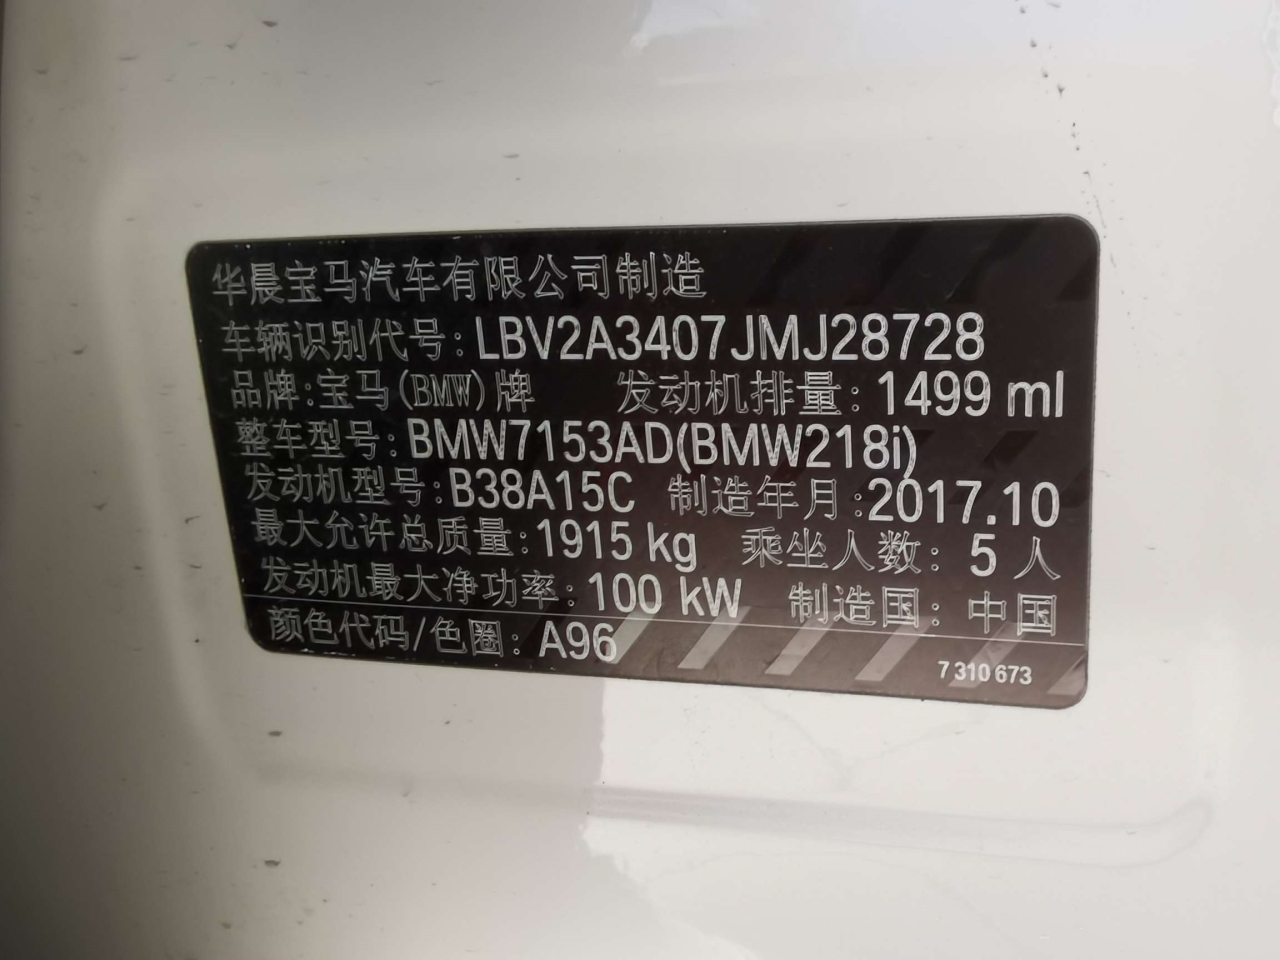 华晨宝马汽车有限公司制造
车辆识别代号: LBV2A3407JMJ28728
品牌: 宝马(BMW)牌 发动机排量: 1499 ml
整车型号: BMW7153AD(BMW218i)
发动机型号: B38A15C 制造年月: 2017.10
最大允许总质量: 1915 kg 乘坐人数: 5 人
发动机最大净功率: 100 kW 制造国: 中国
颜色代码/色圈: A96
7 310 673